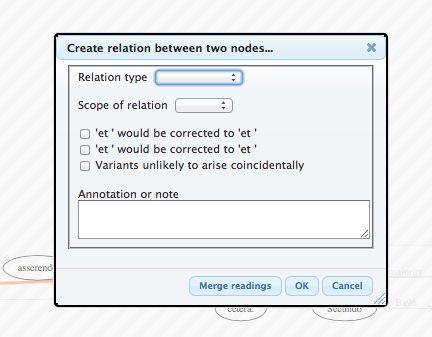 Create relation between two nodes...
Relation type
Scope of relation
'et ' would be corrected to 'et '
'et ' would be corrected to 'et '
Variants unlikely to arise coincidentally
Annotation or note
asserend
Merge readings
OK
Cancel
cetera.
Secundo